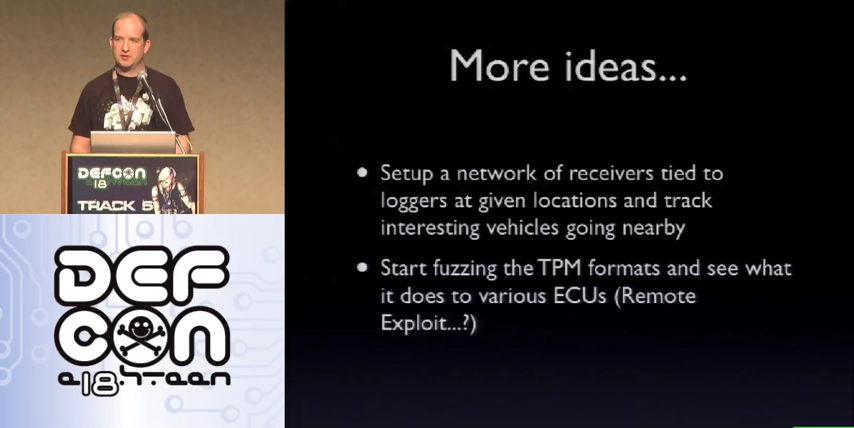 More ideas...
Setup a network of receivers tied to
loggers at given locations and track
interesting vehicles going nearby
Start fuzzing the TPM formats and see what
it does to various ECUs (Remote
Exploit...?)
DEFCON
18
TRACK 5
DEF
CON
e18hteen